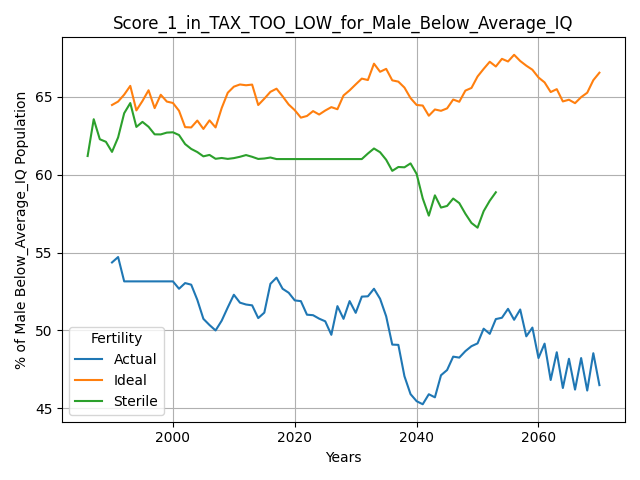 Score_1_in_TAX_TOO_LOW_for_Male_Below_Average_IQ
% of Male Below_Average_IQ Population
65
60
55
50
45
Fertility
Actual
Ideal
Sterile
2000 2020 2040 2060
Years